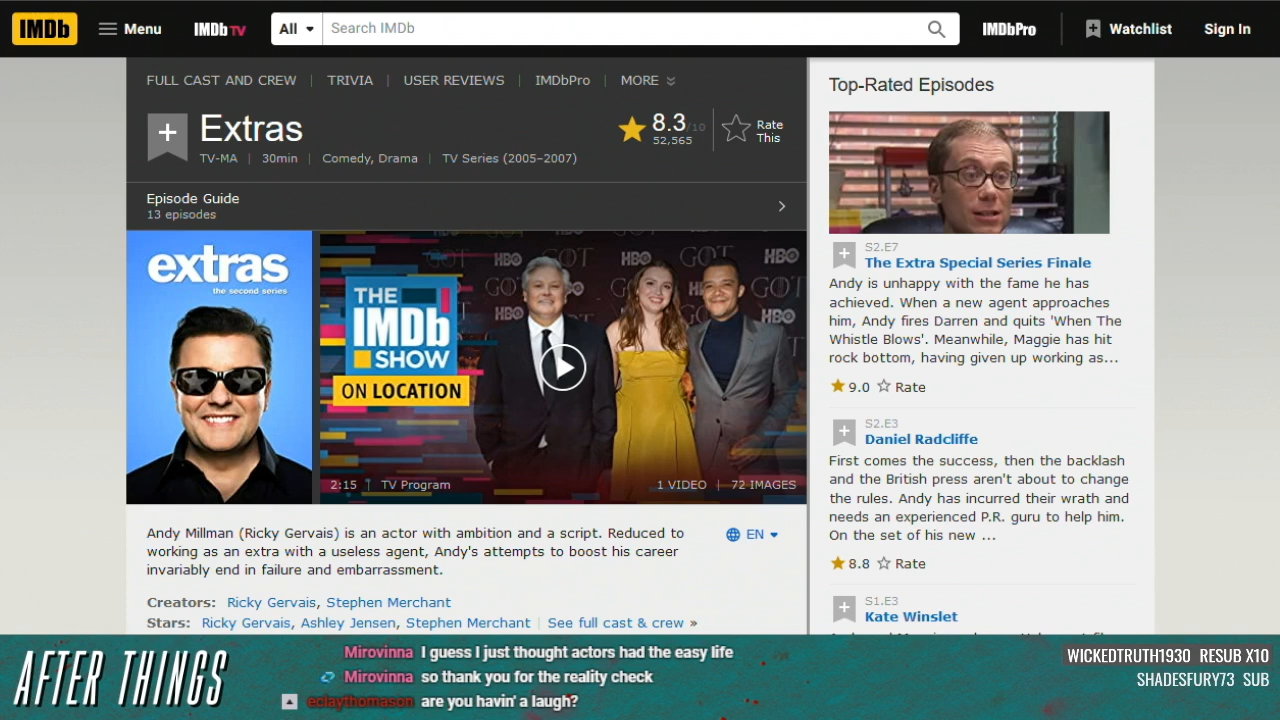 IMDb
Menu
IMDb TV
All
Search IMDb
IMDbPro
Watchlist
Sign In
FULL CAST AND CREW | TRIVIA | USER REVIEWS | IMDbPro | MORE
Extras
TV-MA | 30min | Comedy, Drama | TV Series (2005–2007)
8.3/10
52,565
Rate This
Episode Guide
13 episodes
extras
the second series
THE
IMDb
SHOW
ON LOCATION
GOT
HBO
2:15 | TV Program
1 VIDEO | 72 IMAGES
Andy Millman (Ricky Gervais) is an actor with ambition and a script. Reduced to
working as an extra with a useless agent, Andy's attempts to boost his career
invariably end in failure and embarrassment.
EN
Creators: Ricky Gervais, Stephen Merchant
Stars: Ricky Gervais, Ashley Jensen, Stephen Merchant | See full cast & crew »
Top-Rated Episodes
S2.E7
The Extra Special Series Finale
Andy is unhappy with the fame he has
achieved. When a new agent approaches
him, Andy fires Darren and quits 'When The
Whistle Blows'. Meanwhile, Maggie has hit
rock bottom, having given up working as...
9.0 Rate
S2.E3
Daniel Radcliffe
First comes the success, then the backlash
and the British press aren't about to change
the rules. Andy has incurred their wrath and
needs an experienced P.R. guru to help him.
On the set of his new ...
8.8 Rate
S1.E3
Kate Winslet
AFTER THINGS
Mirovinna I guess I just thought actors had the easy life
Mirovinna so thank you for the reality check
eclaythomason are you havin' a laugh?
WICKEDTRUTH1930 RESUB X10
SHADESFURY73 SUB